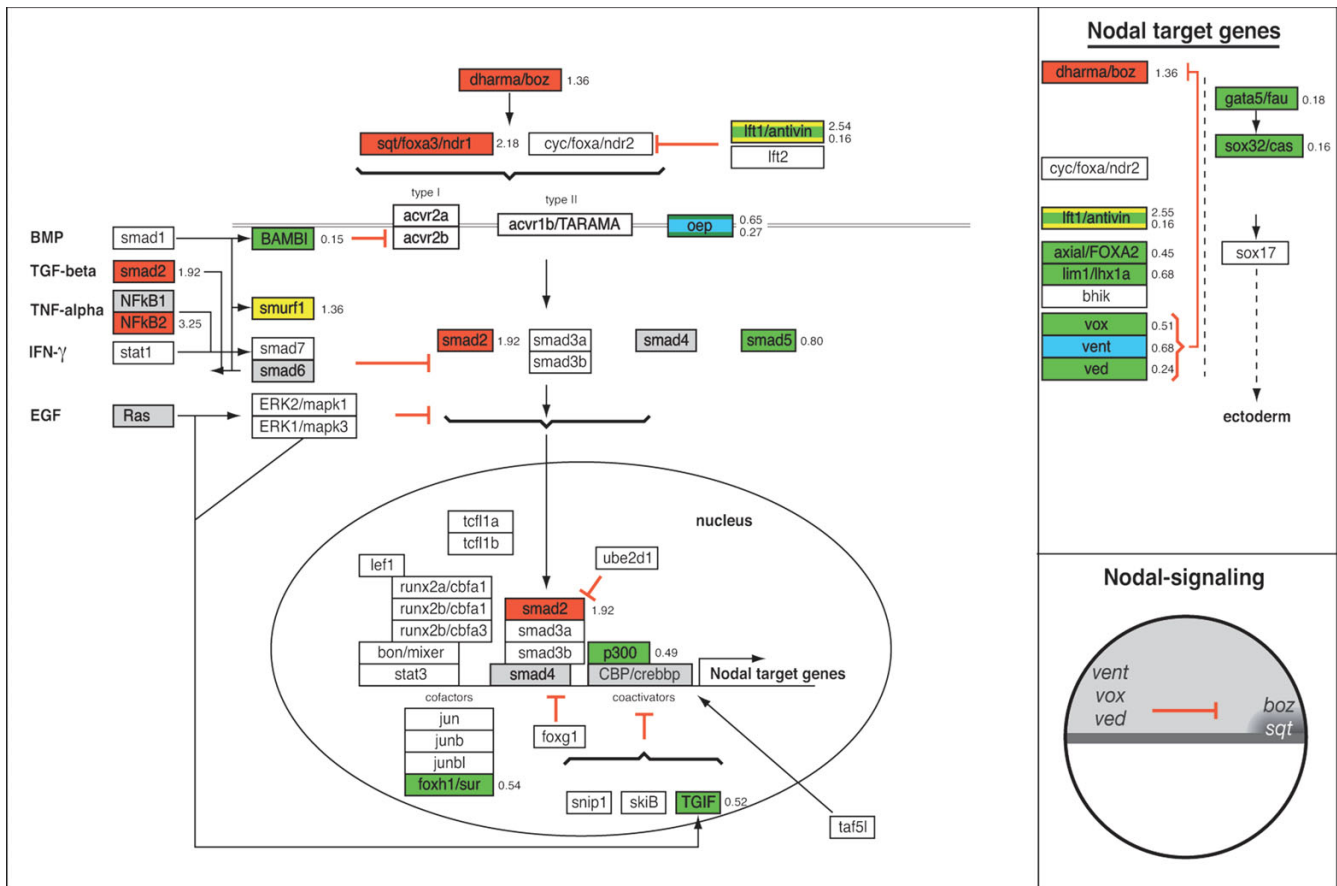 dharma/boz 1.36
sqt/foxa3/ndr1 2.18 cyc/foxa/ndr2 lft1/antivin 2.54
0.16
lft2
type I
type II
acvr2a
acvr2b
acvr1b/TARAMA
oep 0.65
0.27
BMP smad1 BAMBI 0.15
TGF-beta smad2 1.92
TNF-alpha NFkB1
NFkB2 3.25
smurf1 1.36
IFN-γ stat1 smad7
smad6
smad2 1.92 smad3a
smad3b
smad4 smad5 0.80
EGF Ras ERK2/mapk1
ERK1/mapk3
nucleus
tcfl1a
tcfl1b
ube2d1
lef1
runx2a/cbfa1
runx2b/cbfa1
runx2b/cbfa3
bon/mixer
stat3
smad2 1.92
smad3a
smad3b
smad4
p300 0.49
CBP/crebbp
Nodal target genes
cofactors
coactivators
jun
junb
junbl
foxh1/sur 0.54
foxg1
snip1 skiB TGIF 0.52
taf5l
Nodal target genes
dharma/boz 1.36
gata5/fau 0.18
sox32/cas 0.16
cyc/foxa/ndr2
lft1/antivin 2.55
0.16
axial/FOXA2 0.45
lim1/lhx1a 0.68
bhik
sox17
vox 0.51
vent 0.68
ved 0.24
ectoderm
Nodal-signaling
vent
vox
ved
boz
sqt